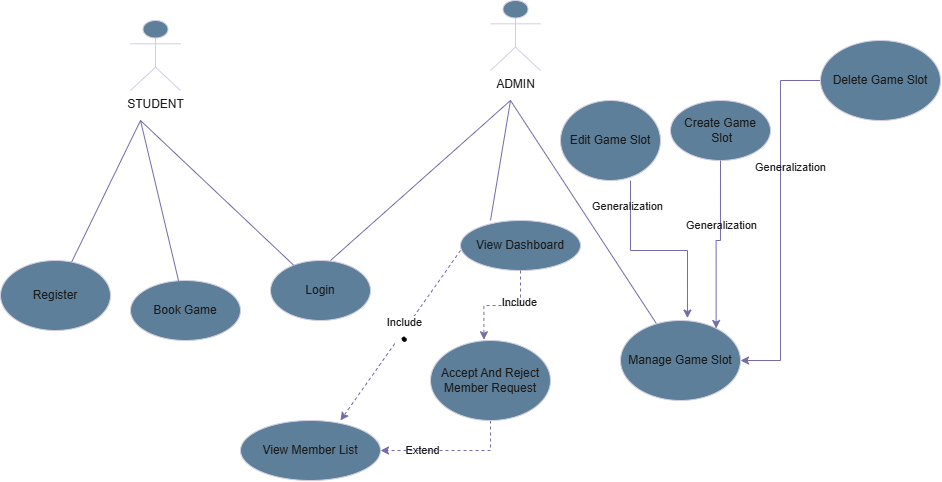 STUDENT
ADMIN
Delete Game Slot
Edit Game Slot
Create Game
Slot
Generalization
Generalization
Generalization
View Dashboard
Register
Book Game
Login
Include
Include
Manage Game Slot
Accept And Reject
Member Request
View Member List
Extend